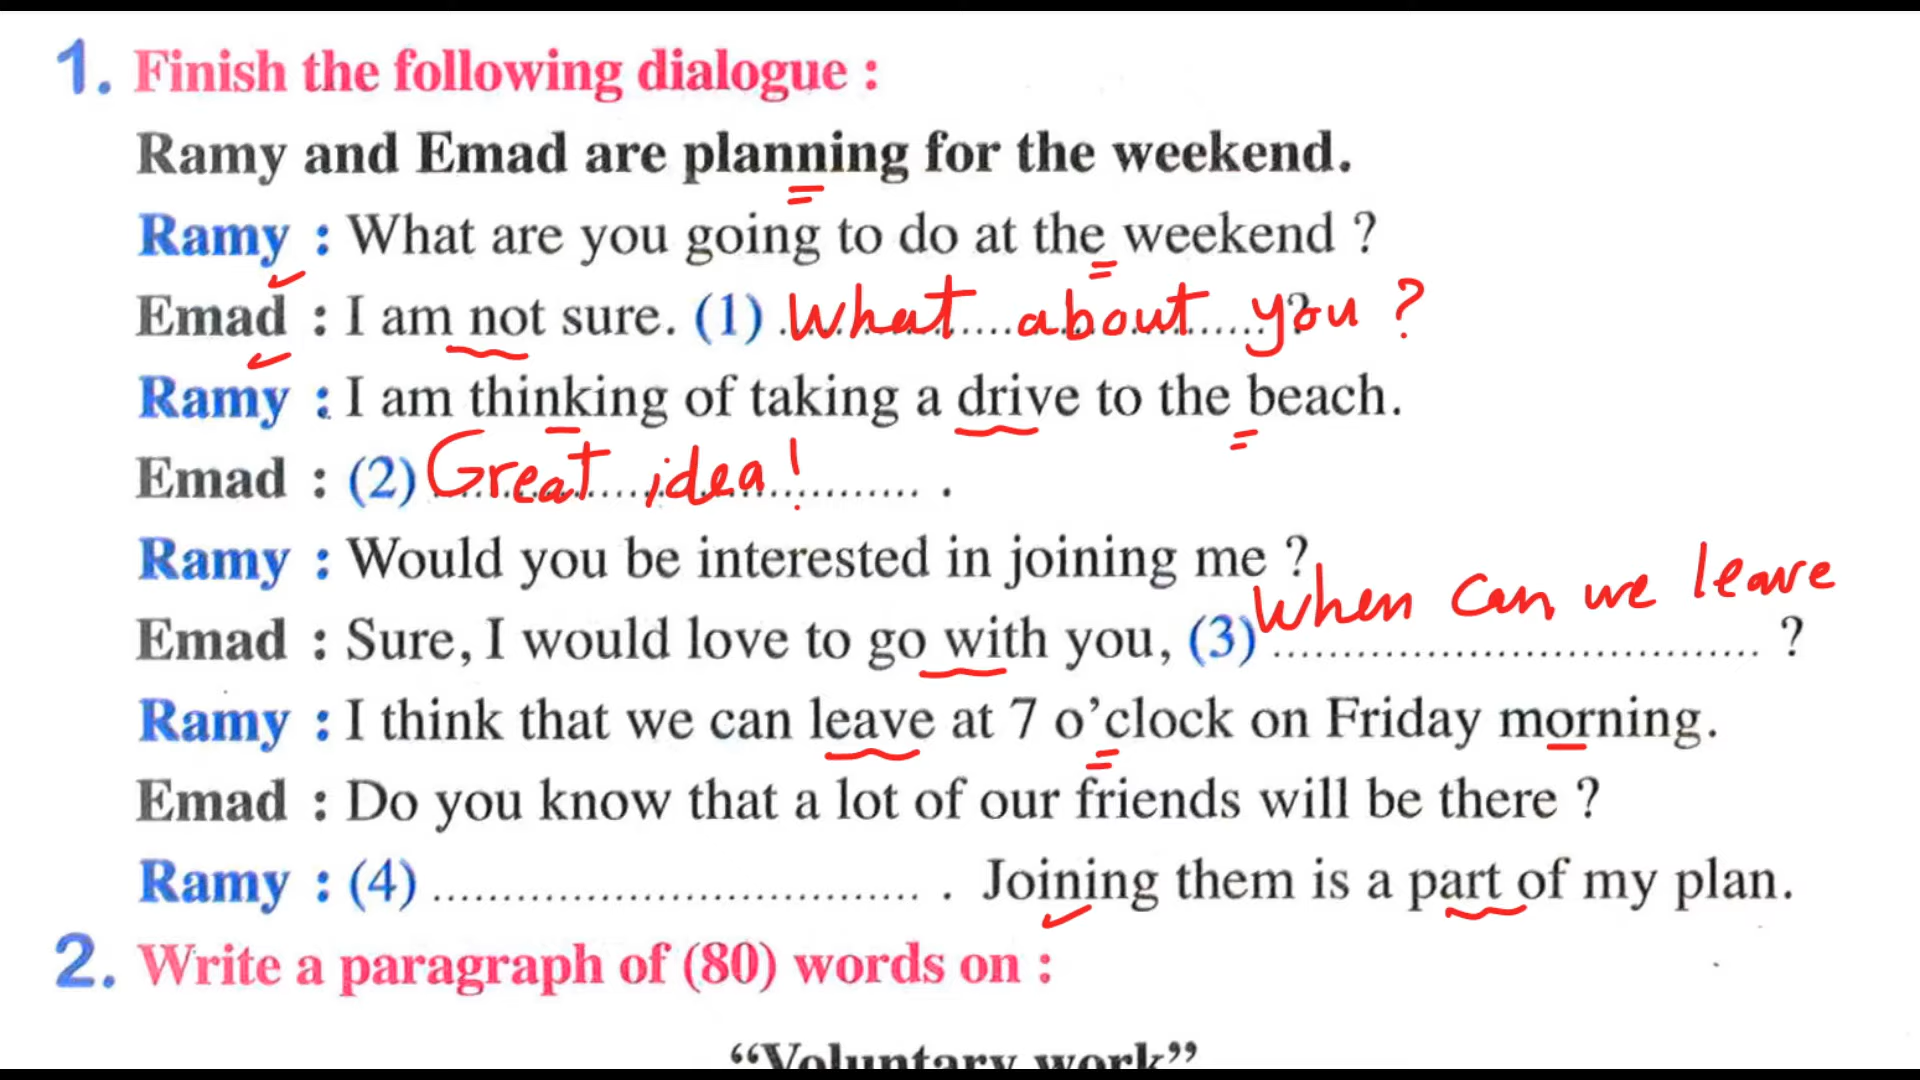 1. Finish the following dialogue :
Ramy and Emad are planning for the weekend.
Ramy : What are you going to do at the weekend ?
Emad : I am not sure. (1) What about you ?
Ramy : I am thinking of taking a drive to the beach.
Emad : (2) Great idea! .
Ramy : Would you be interested in joining me ?
When can we leave
Emad : Sure, I would love to go with you, (3) .................................. ?
Ramy : I think that we can leave at 7 o’clock on Friday morning.
Emad : Do you know that a lot of our friends will be there ?
Ramy : (4) .................................. . Joining them is a part of my plan.
2. Write a paragraph of (80) words on :
“Voluntary work”